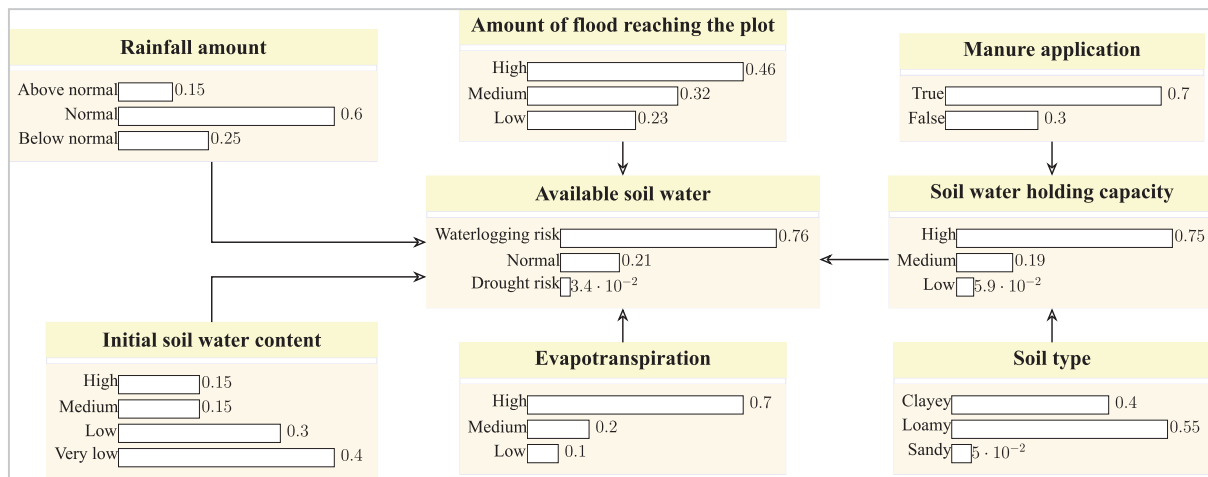 Rainfall amount
Above normal 0.15
Normal 0.6
Below normal 0.25
Amount of flood reaching the plot
High 0.46
Medium 0.32
Low 0.23
Manure application
True 0.7
False 0.3
Available soil water
Waterlogging risk 0.76
Normal 0.21
Drought risk 3.4 · 10⁻²
Soil water holding capacity
High 0.75
Medium 0.19
Low 5.9 · 10⁻²
Initial soil water content
High 0.15
Medium 0.15
Low 0.3
Very low 0.4
Evapotranspiration
High 0.7
Medium 0.2
Low 0.1
Soil type
Clayey 0.4
Loamy 0.55
Sandy 5 · 10⁻²